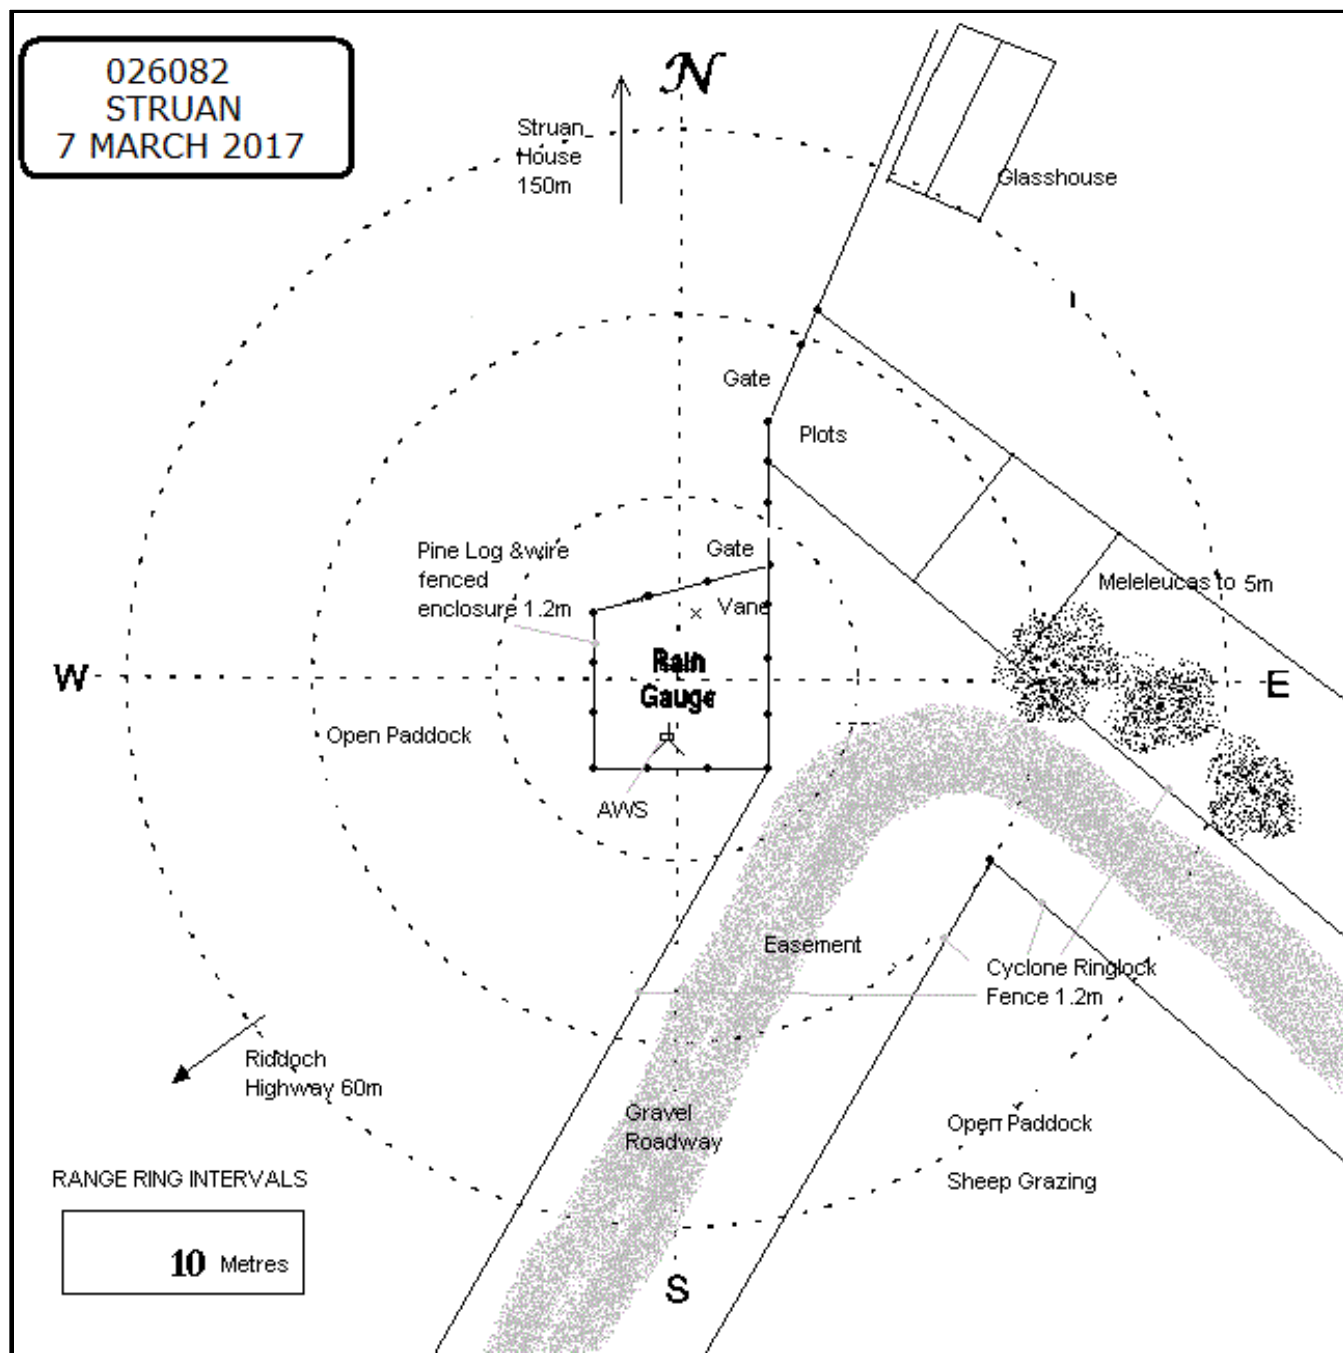 026082
STRUAN
7 MARCH 2017
N
Struan
House
150m
Glasshouse
Gate
Plots
Pine Log &wire
fenced
enclosure 1.2m
Gate
Vane
Meleleucas to 5m
Rain
Gauge
W
E
Open Paddock
AWS
Easement
Cyclone Ringlock
Fence 1.2m
Riddoch
Highway 60m
Gravel
Roadway
Open Paddock
Sheep Grazing
RANGE RING INTERVALS
10 Metres
S